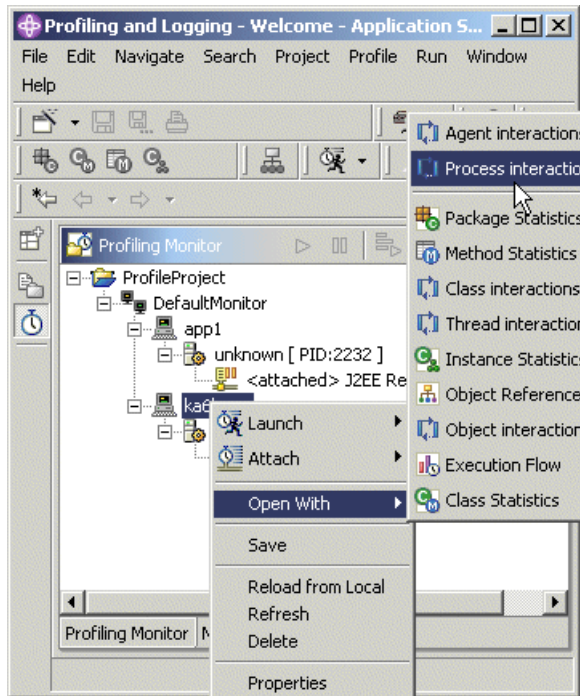 Profiling and Logging - Welcome - Application S...
File Edit Navigate Search Project Profile Run Window
Help
Agent interactions
Process interactio
Package Statistics
Method Statistics
Class interactions
Thread interaction
Instance Statistics
Object Reference
Object interaction
Execution Flow
Class Statistics
Profiling Monitor
ProfileProject
DefaultMonitor
app1
unknown [ PID:2232 ]
<attached> J2EE Re
Launch
Attach
Open With
Save
Reload from Local
Refresh
Delete
Properties
Profiling Monitor